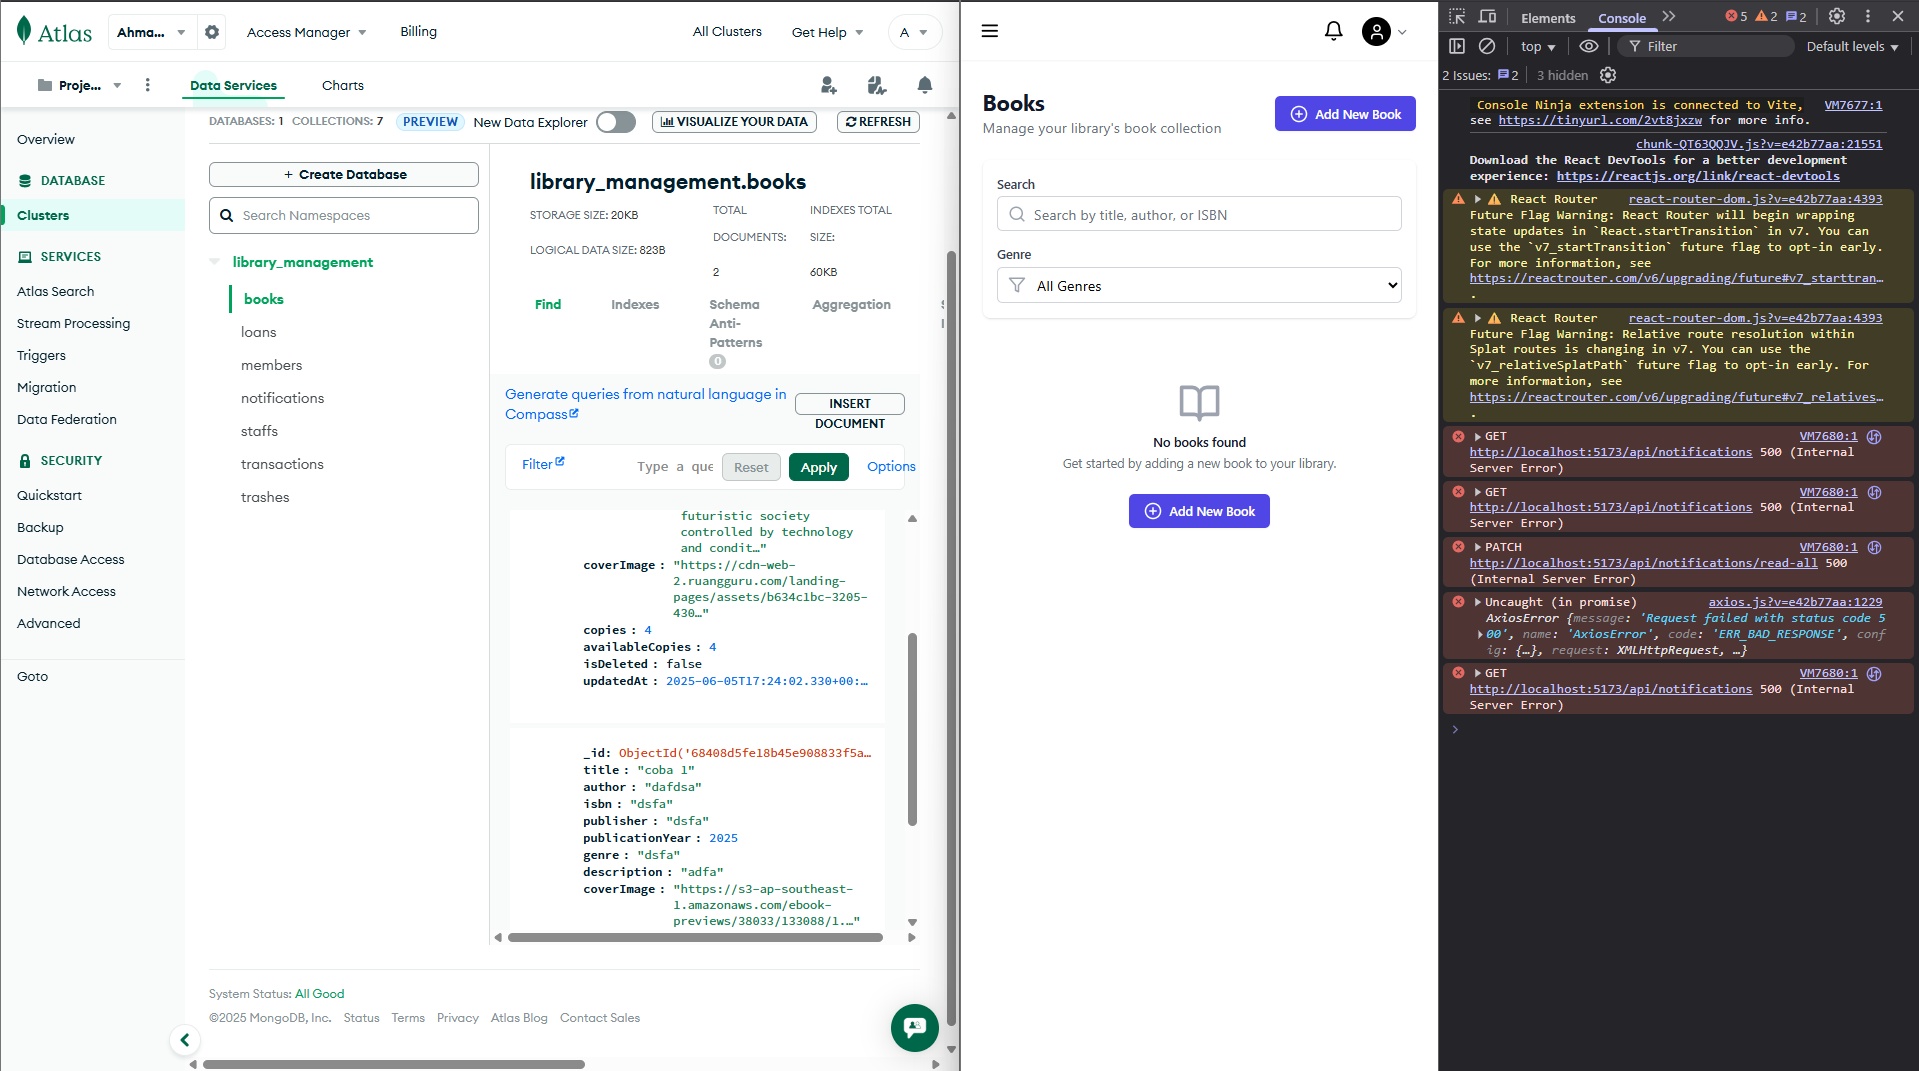 Atlas
Ahma...
Access Manager
Billing
All Clusters
Get Help
A
Proje...
Data Services
Charts
Overview
DATABASE
Clusters
SERVICES
Atlas Search
Stream Processing
Triggers
Migration
Data Federation
SECURITY
Quickstart
Backup
Database Access
Network Access
Advanced
Goto
DATABASES: 1 COLLECTIONS: 7
PREVIEW
New Data Explorer
VISUALIZE YOUR DATA
REFRESH
+ Create Database
Search Namespaces
library_management
books
loans
members
notifications
staffs
transactions
trashes
library_management.books
STORAGE SIZE: 20KB
LOGICAL DATA SIZE: 823B
TOTAL
DOCUMENTS:
2
INDEXES TOTAL
SIZE:
60KB
Find
Indexes
Schema
Anti-
Patterns
0
Aggregation
Generate queries from natural language in
Compass
INSERT
DOCUMENT
Filter
Type a que
Reset
Apply
Options
futuristic society
controlled by technology
and condit…"
coverImage : "https://cdn-web-
2.ruangguru.com/landing-
pages/assets/b634c1bc-3205-
430…"
copies : 4
availableCopies : 4
isDeleted : false
updatedAt : 2025-06-05T17:24:02.330+00:…
_id: ObjectId('68408d5fe18b45e908833f5a…
title : "coba 1"
author : "dafdsa"
isbn : "dsfa"
publisher : "dsfa"
publicationYear : 2025
genre : "dsfa"
description : "adfa"
coverImage : "https://s3-ap-southeast-
1.amazonaws.com/ebook-
previews/38033/133088/1.…"
System Status: All Good
©2025 MongoDB, Inc. Status Terms Privacy Atlas Blog Contact Sales
Books
Manage your library's book collection
Add New Book
Search
Search by title, author, or ISBN
Genre
All Genres
No books found
Get started by adding a new book to your library.
Add New Book
Elements
Console
5
2
2
top
Filter
Default levels
2 Issues: 2
3 hidden
Console Ninja extension is connected to Vite, VM7677:1
see https://tinyurl.com/2vt8jxzw for more info.
chunk-QT63QQJV.js?v=e42b77aa:21551
Download the React DevTools for a better development
experience: https://reactjs.org/link/react-devtools
React Router react-router-dom.js?v=e42b77aa:4393
Future Flag Warning: React Router will begin wrapping
state updates in `React.startTransition` in v7. You can
use the `v7_startTransition` future flag to opt-in early.
For more information, see
https://reactrouter.com/v6/upgrading/future#v7_starttran…
.
React Router react-router-dom.js?v=e42b77aa:4393
Future Flag Warning: Relative route resolution within
Splat routes is changing in v7. You can use the
`v7_relativeSplatPath` future flag to opt-in early. For
more information, see
https://reactrouter.com/v6/upgrading/future#v7_relatives…
.
GET VM7680:1
http://localhost:5173/api/notifications 500 (Internal
Server Error)
GET VM7680:1
http://localhost:5173/api/notifications 500 (Internal
Server Error)
PATCH VM7680:1
http://localhost:5173/api/notifications/read-all 500
(Internal Server Error)
Uncaught (in promise) axios.js?v=e42b77aa:1229
AxiosError {message: 'Request failed with status code 5
00', name: 'AxiosError', code: 'ERR_BAD_RESPONSE', conf
ig: {…}, request: XMLHttpRequest, …}
GET VM7680:1
http://localhost:5173/api/notifications 500 (Internal
Server Error)